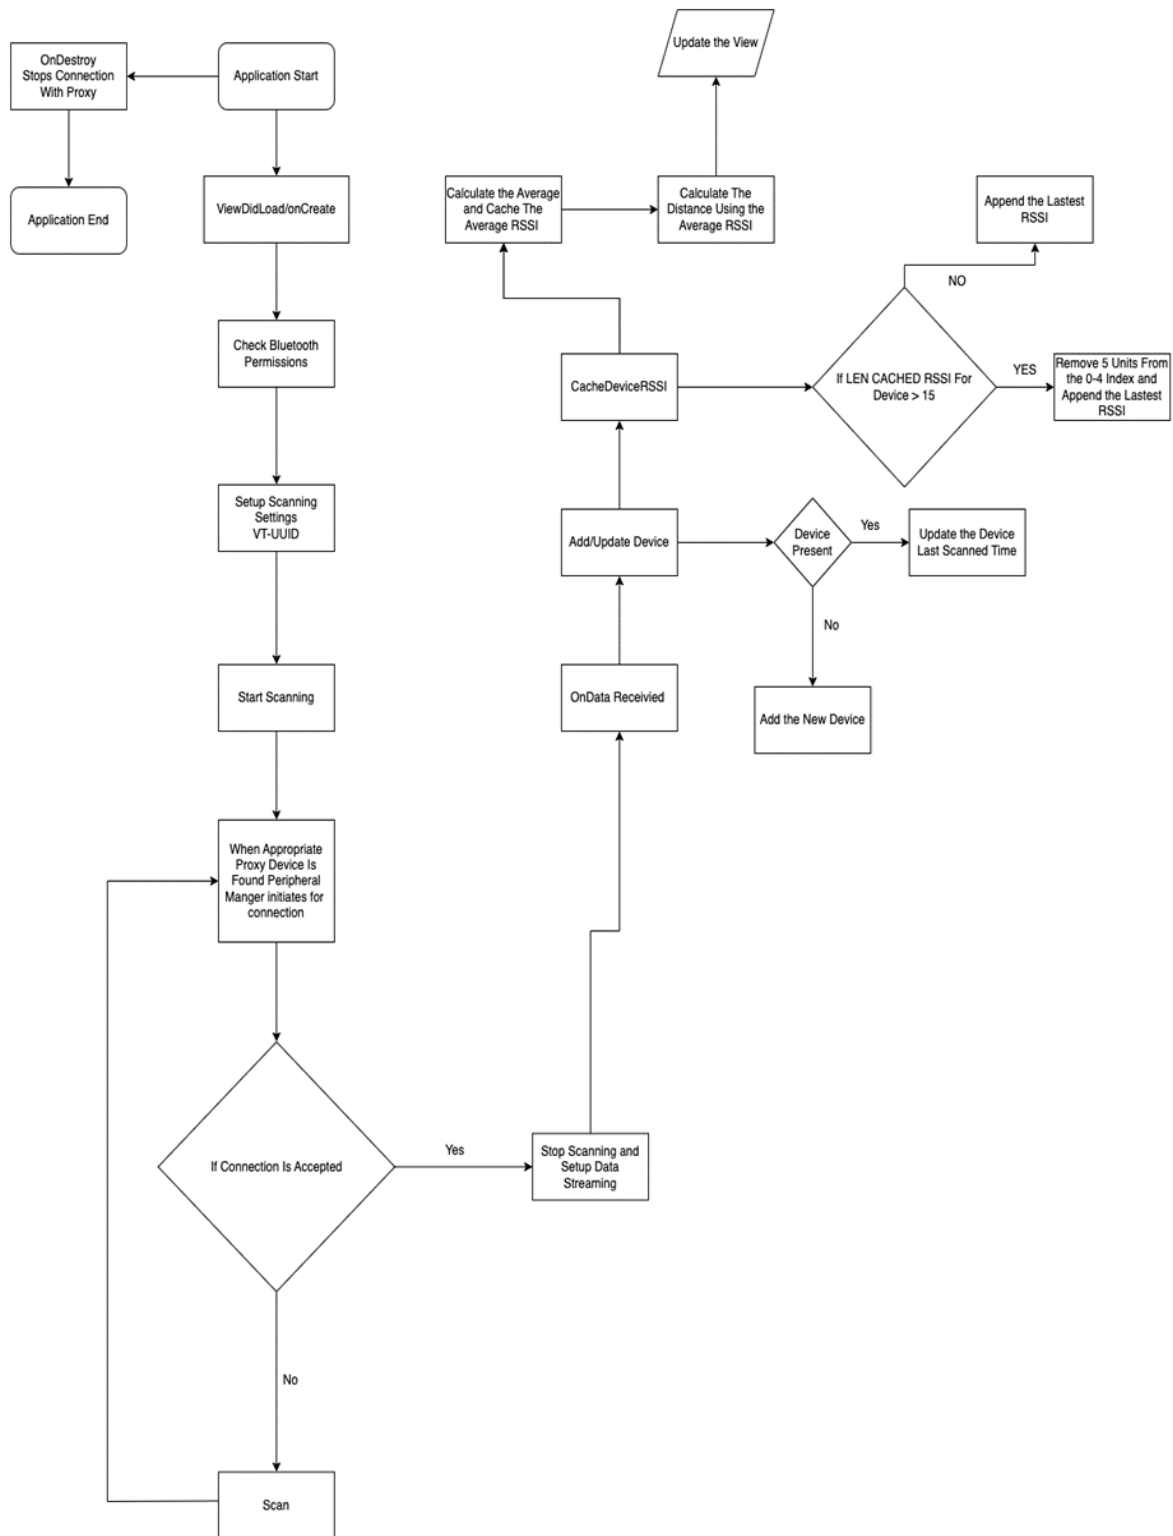 Update the View
OnDestroy
Stops Connection
With Proxy
Application Start
Application End
ViewDidLoad/onCreate
Calculate the Average
and Cache The
Average RSSI
Calculate The
Distance Using the
Average RSSI
Append the Lastest
RSSI
NO
Check Bluetooth
Permissions
CacheDeviceRSSI
If LEN CACHED RSSI For
Device > 15
YES
Remove 5 Units From
the 0-4 Index and
Append the Lastest
RSSI
Setup Scanning
Settings
VT-UUID
Add/Update Device
Device
Present
Yes
Update the Device
Last Scanned Time
No
Start Scanning
OnData Receivied
Add the New Device
When Appropriate
Proxy Device Is
Found Peripheral
Manger initiates for
connection
If Connection Is Accepted
Yes
Stop Scanning and
Setup Data
Streaming
No
Scan